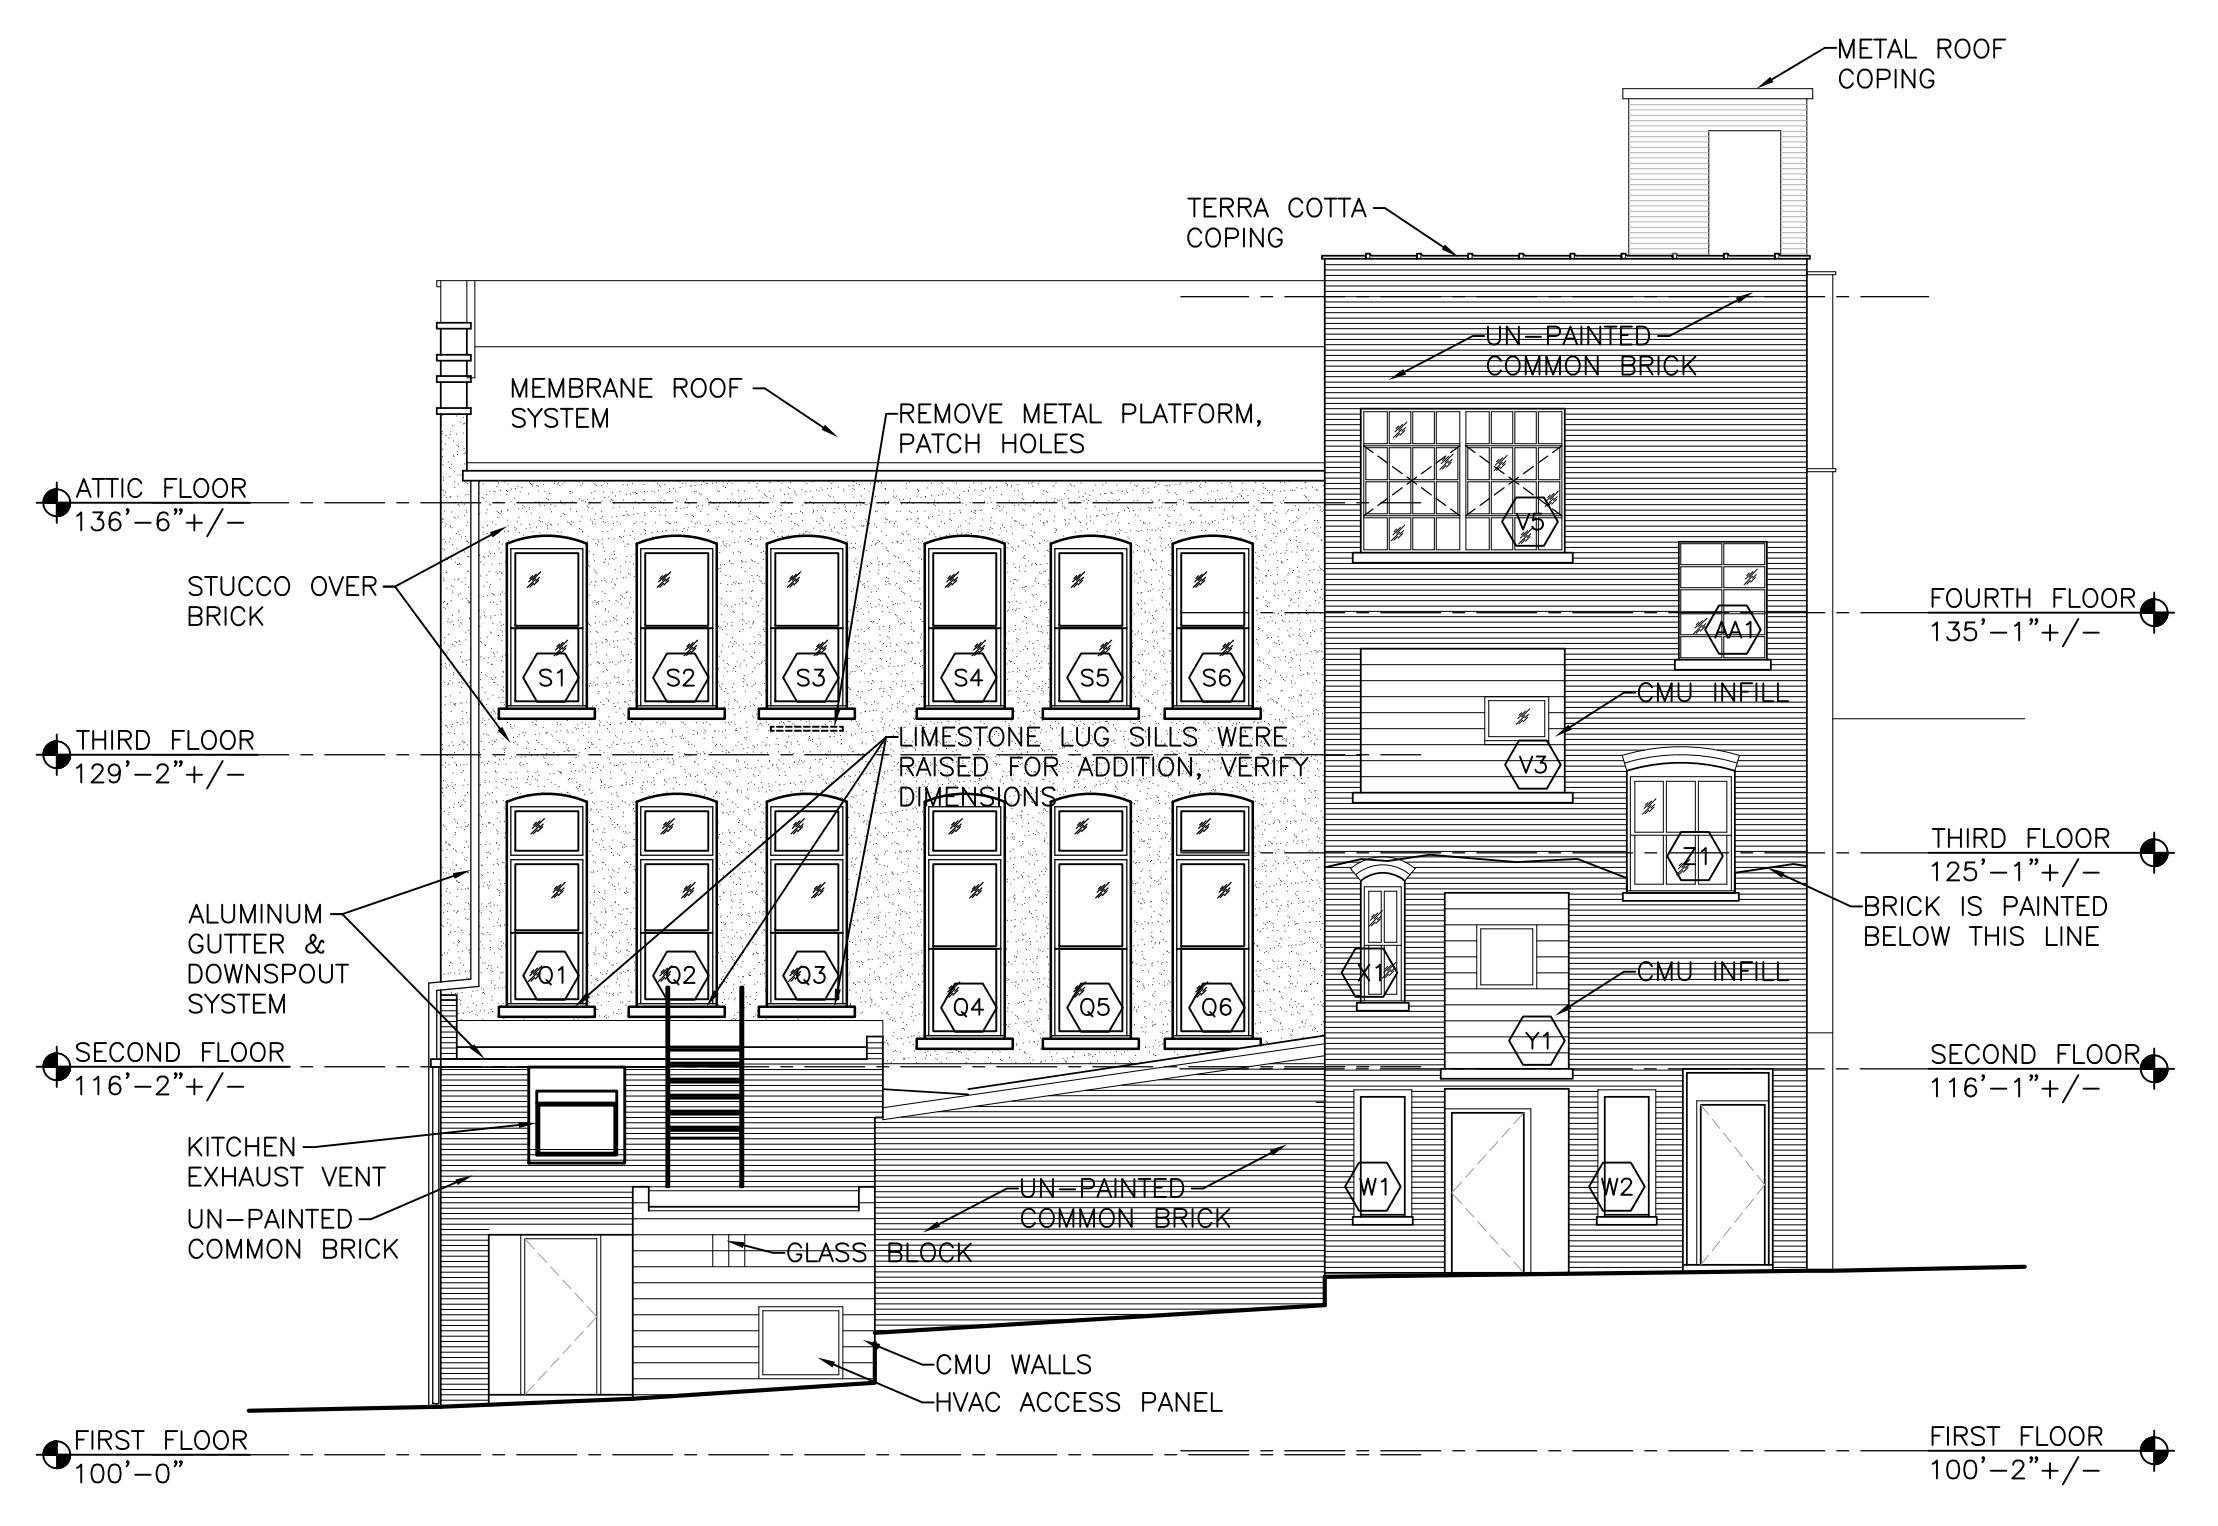 METAL ROOF
COPING
TERRA COTTA
COPING
UN-PAINTED
COMMON BRICK
MEMBRANE ROOF
SYSTEM
REMOVE METAL PLATFORM,
PATCH HOLES
ATTIC FLOOR
136'-6"+/-
V5
STUCCO OVER
BRICK
FOURTH FLOOR
135'-1"+/-
AA1
S1
S2
S3
S4
S5
S6
CMU INFILL
THIRD FLOOR
129'-2"+/-
LIMESTONE LUG SILLS WERE
RAISED FOR ADDITION, VERIFY
DIMENSIONS
V3
THIRD FLOOR
125'-1"+/-
Z1
BRICK IS PAINTED
BELOW THIS LINE
ALUMINUM
GUTTER &
DOWNSPOUT
SYSTEM
Q1
Q2
Q3
Q4
Q5
Q6
X1
CMU INFILL
Y1
SECOND FLOOR
116'-2"+/-
SECOND FLOOR
116'-1"+/-
KITCHEN
EXHAUST VENT
UN-PAINTED
COMMON BRICK
UN-PAINTED
COMMON BRICK
W1
W2
GLASS BLOCK
CMU WALLS
HVAC ACCESS PANEL
FIRST FLOOR
100'-0"
FIRST FLOOR
100'-2"+/-